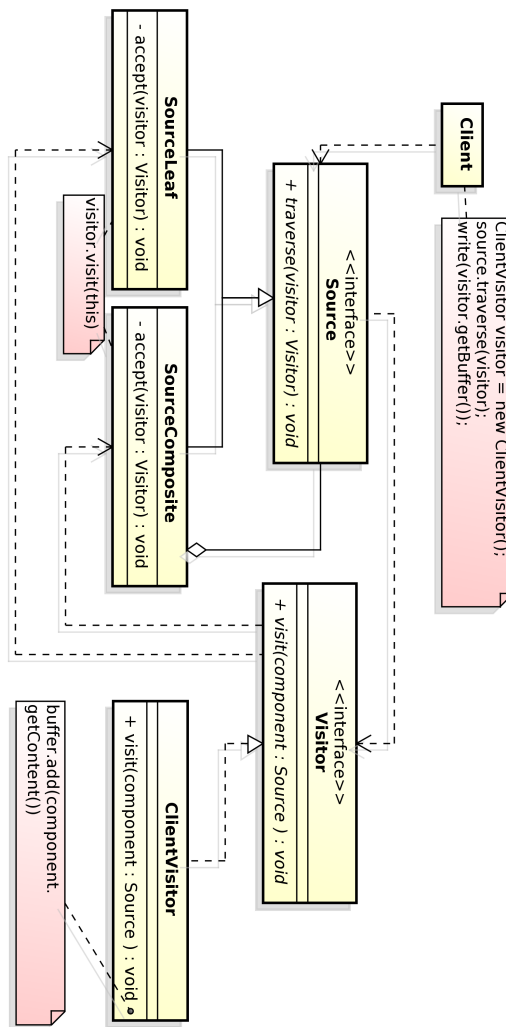 ClientVisitor visitor = new ClientVisitor();
source.traverse(visitor);
write(visitor.getBuffer());
Client
<<interface>>
Source
+ traverse(visitor : Visitor) : void
<<interface>>
Visitor
+ visit(component : Source ) : void
SourceLeaf
- accept(visitor : Visitor) : void
SourceComposite
- accept(visitor : Visitor) : void
visitor.visit(this)
ClientVisitor
+ visit(component : Source ) : void
buffer.add(component.
getContent())